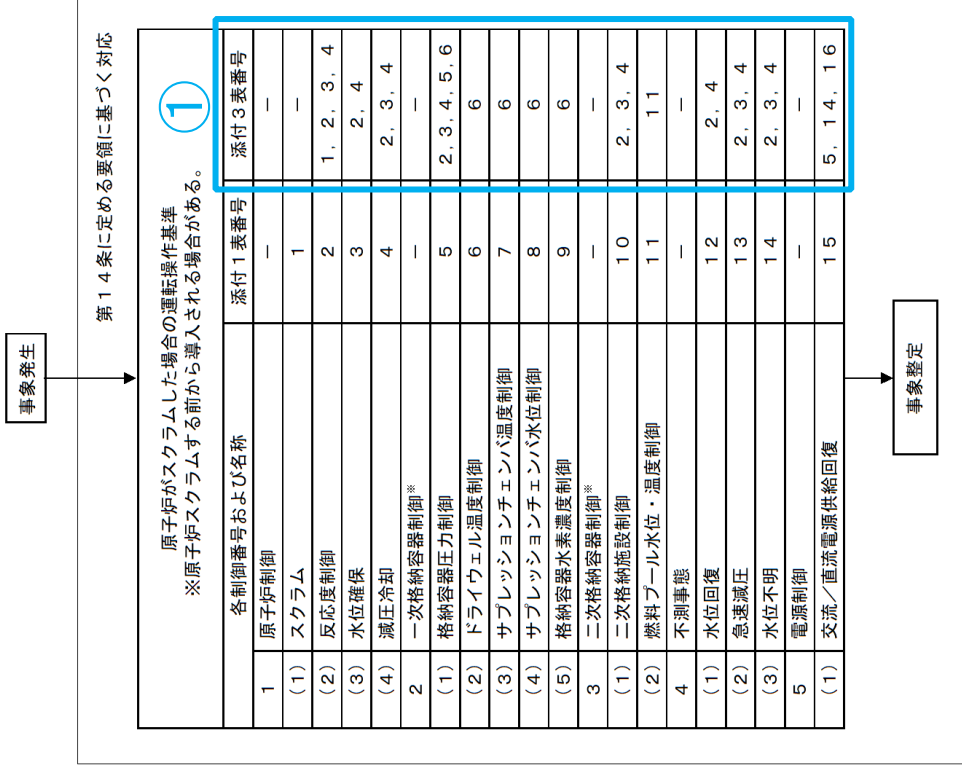 事象発生
第１４条に定める要領に基づく対応
原子炉がスクラムした場合の運転操作基準
※原子炉スクラムする前から導入される場合がある。
①
各制御番号および名称 添付１表番号 添付３表番号
1 原子炉制御 － －
(1) スクラム 1 －
(2) 反応度制御 2 1, 2, 3, 4
(3) 水位確保 3 2, 4
(4) 減圧冷却 4 2, 3, 4
2 一次格納容器制御※ － －
(1) 格納容器圧力制御 5 2,3,4,5,6
(2) ドライウェル温度制御 6 6
(3) サプレッションチェンバ温度制御 7 6
(4) サプレッションチェンバ水位制御 8 6
(5) 格納容器水素濃度制御 9 6
3 二次格納容器制御※ － －
(1) 二次格納施設制御 10 2, 3, 4
(2) 燃料プール水位・温度制御 11 11
4 不測事態 － －
(1) 水位回復 12 2, 4
(2) 急速減圧 13 2, 3, 4
(3) 水位不明 14 2, 3, 4
5 電源制御 － －
(1) 交流／直流電源供給回復 15 5, 14, 16
事象整定